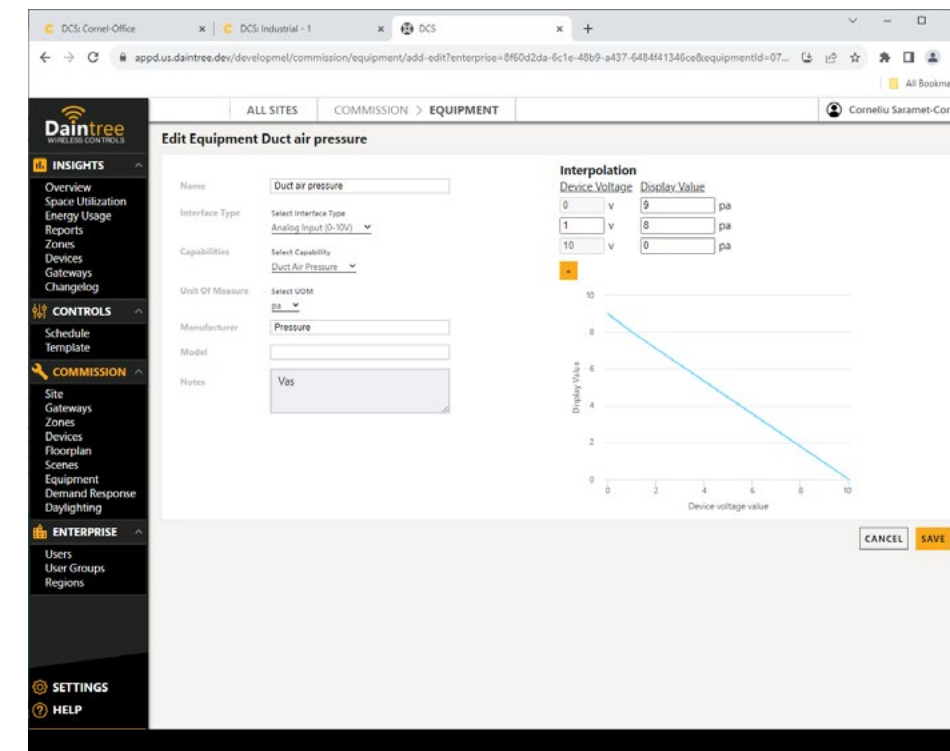 DCS: Cornel-Office
DCS: Industrial - 1
DCS
appd.us.daintree.dev/developmel/commission/equipment/add-edit?enterprise=8f60d2da-6c1e-48b9-a437-6484f41346ce&equipmentId=07...
All Bookma
Daintree
WIRELESS CONTROLS
ALL SITES
COMMISSION > EQUIPMENT
Corneliu Saramet-Cor
Edit Equipment Duct air pressure
INSIGHTS
Overview
Space Utilization
Energy Usage
Reports
Zones
Devices
Gateways
Changelog
CONTROLS
Schedule
Template
COMMISSION
Site
Gateways
Zones
Devices
Floorplan
Scenes
Equipment
Demand Response
Daylighting
ENTERPRISE
Users
User Groups
Regions
SETTINGS
HELP
Name
Duct air pressure
Interface Type
Select Interface Type
Analog Input (0-10V)
Capabilities
Select Capability
Duct Air Pressure
Unit Of Measure
Select UOM
pa
Manufacturer
Pressure
Model
Notes
Vas
Interpolation
Device Voltage Display Value
0 v 9 pa
1 v 8 pa
10 v 0 pa
10
8
6
4
2
0
Display Value
0 2 4 6 8 10
Device voltage value
CANCEL
SAVE